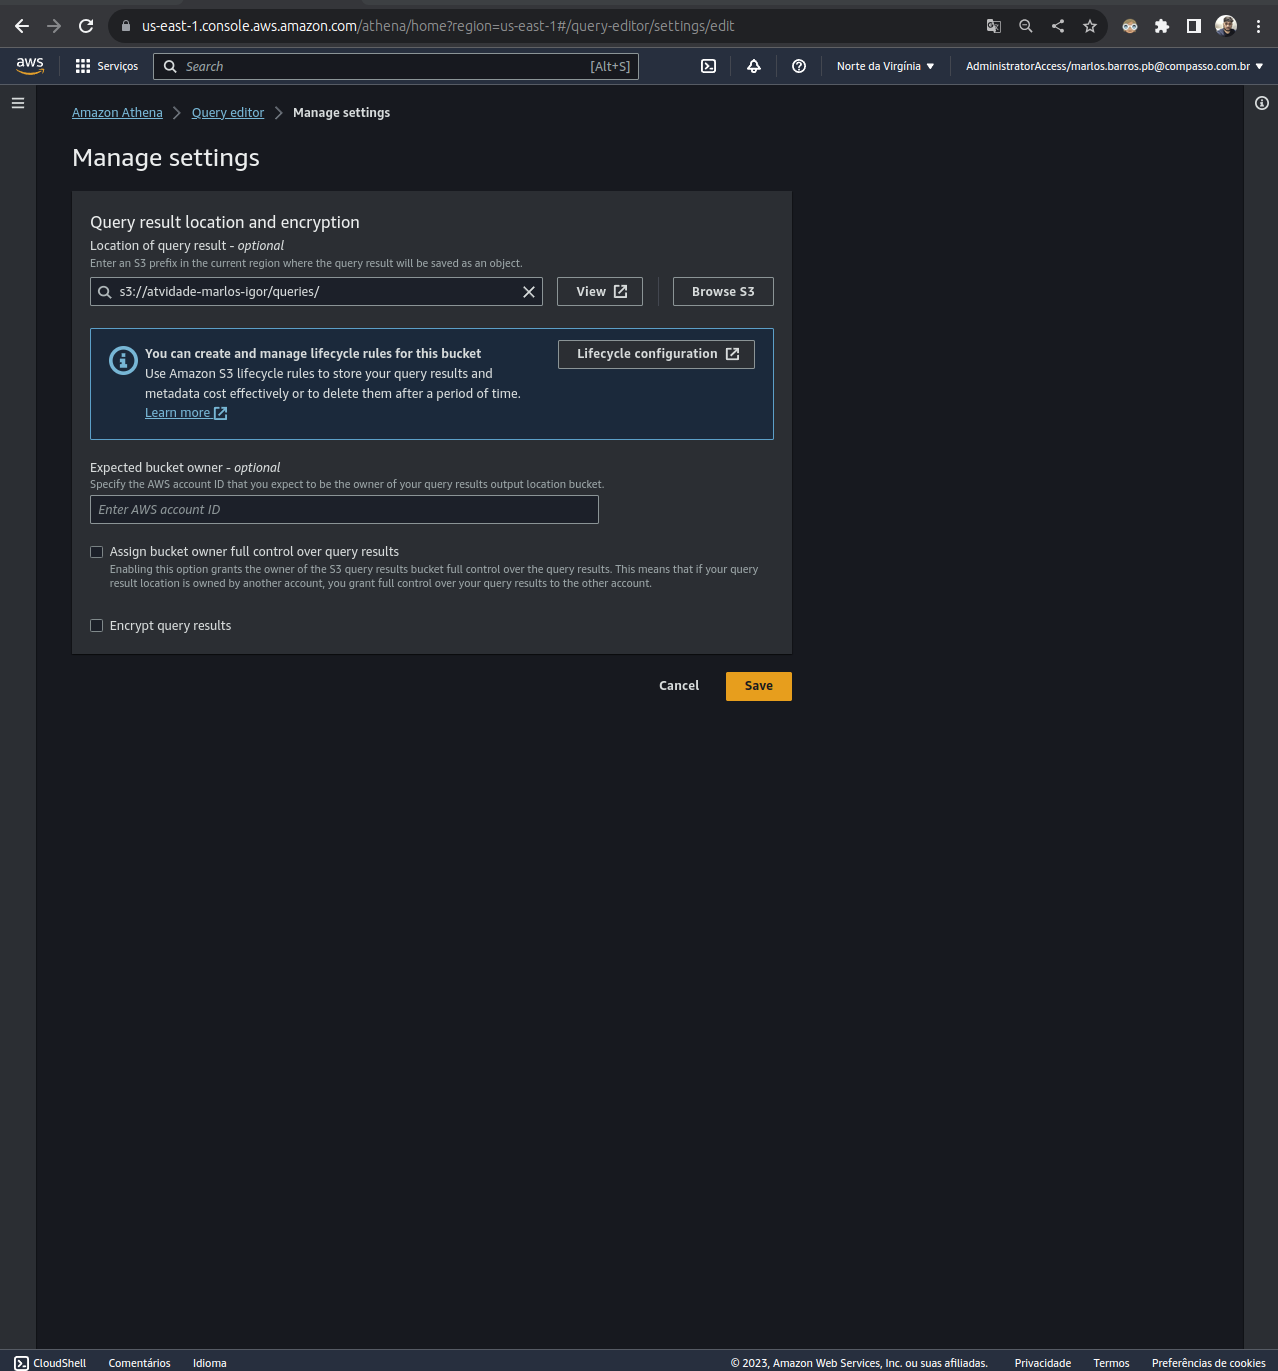 us-east-1.console.aws.amazon.com/athena/home?region=us-east-1#/query-editor/settings/edit
aws Serviços Search [Alt+S] Norte da Virgínia AdministratorAccess/marlos.barros.pb@compasso.com.br
Amazon Athena Query editor Manage settings
Manage settings
Query result location and encryption
Location of query result - optional
Enter an S3 prefix in the current region where the query result will be saved as an object.
s3://atvidade-marlos-igor/queries/ View Browse S3
You can create and manage lifecycle rules for this bucket Lifecycle configuration
Use Amazon S3 lifecycle rules to store your query results and
metadata cost effectively or to delete them after a period of time.
Learn more
Expected bucket owner - optional
Specify the AWS account ID that you expect to be the owner of your query results output location bucket.
Enter AWS account ID
Assign bucket owner full control over query results
Enabling this option grants the owner of the S3 query results bucket full control over the query results. This means that if your query
result location is owned by another account, you grant full control over your query results to the other account.
Encrypt query results
Cancel Save
CloudShell Comentários Idioma © 2023, Amazon Web Services, Inc. ou suas afiliadas. Privacidade Termos Preferências de cookies